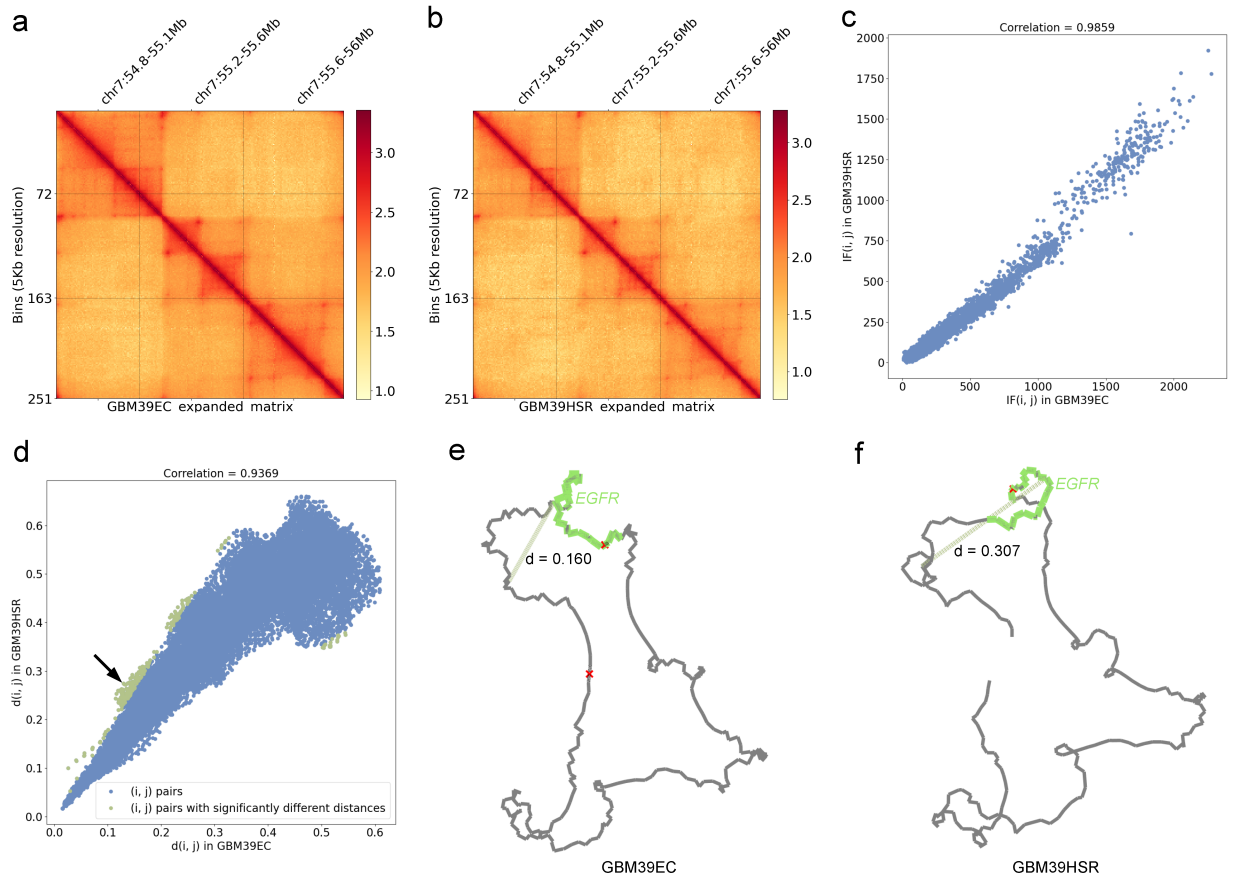 a
chr7:54.8-55.1Mb
chr7:55.2-55.6Mb
chr7:55.6-56Mb
Bins (5Kb resolution)
72
163
251
3.0
2.5
2.0
1.5
1.0
GBM39EC expanded matrix
b
chr7:54.8-55.1Mb
chr7:55.2-55.6Mb
chr7:55.6-56Mb
Bins (5Kb resolution)
72
163
251
3.0
2.5
2.0
1.5
1.0
GBM39HSR expanded matrix
c
Correlation = 0.9859
IF(i, j) in GBM39HSR
2000
1750
1500
1250
1000
750
500
250
0
0 500 1000 1500 2000
IF(i, j) in GBM39EC
d
Correlation = 0.9369
d(i, j) in GBM39HSR
0.6
0.5
0.4
0.3
0.2
0.1
0.0
(i, j) pairs
(i, j) pairs with significantly different distances
0.0 0.1 0.2 0.3 0.4 0.5 0.6
d(i, j) in GBM39EC
e
EGFR
d = 0.160
GBM39EC
f
EGFR
d = 0.307
GBM39HSR